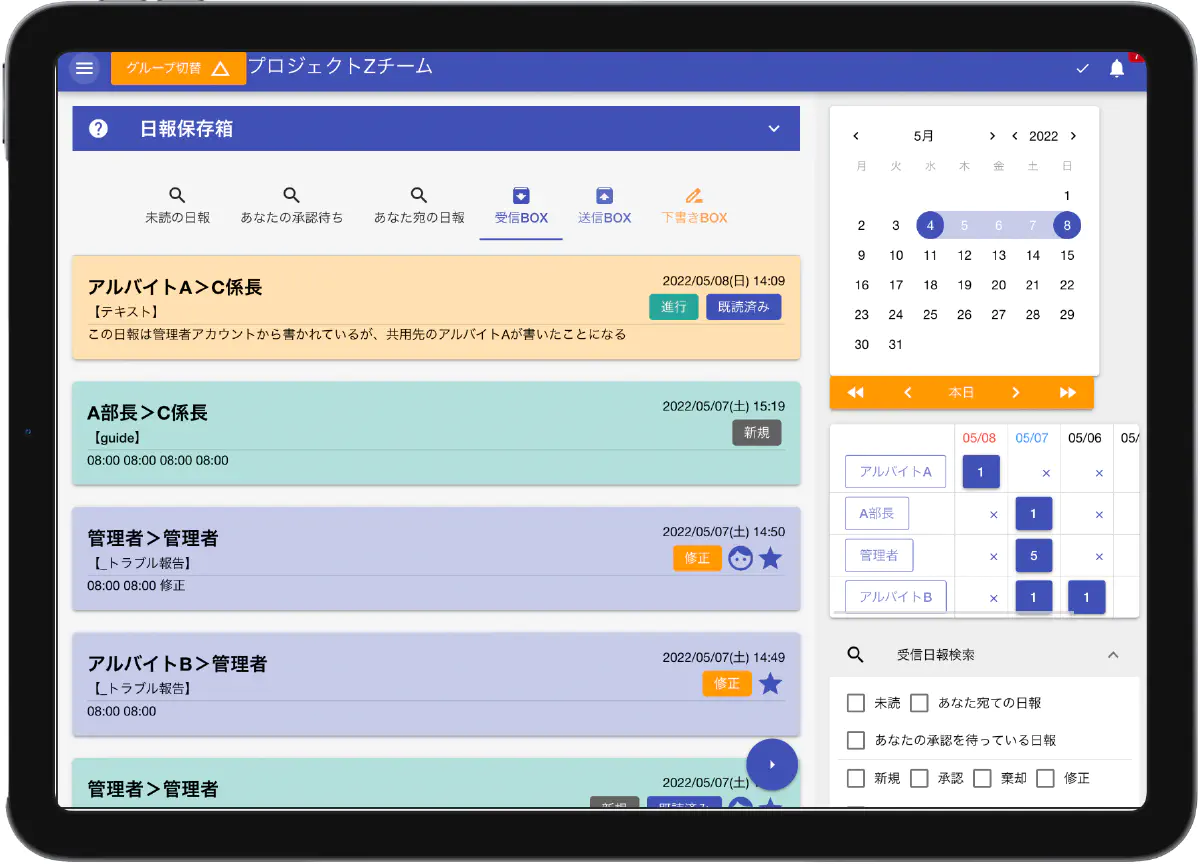 グループ切替 プロジェクトZチーム
日報保存箱
未読の日報 あなたの承認待ち あなた宛の日報 受信BOX 送信BOX 下書きBOX
アルバイトA＞C係長 2022/05/08(日) 14:09
【テキスト】 進行 既読済み
この日報は管理者アカウントから書かれているが、共用先のアルバイトAが書いたことになる
A部長＞C係長 2022/05/07(土) 15:19
【guide】 新規
08:00 08:00 08:00 08:00
管理者＞管理者 2022/05/07(土) 14:50
【_トラブル報告】 修正
08:00 08:00 修正
アルバイトB＞管理者 2022/05/07(土) 14:49
【_トラブル報告】 修正
08:00 08:00
管理者＞管理者 2022/05/07(土)
新規 既読済み
5月 2022
月 火 水 木 金 土 日
1
2 3 4 5 6 7 8
9 10 11 12 13 14 15
16 17 18 19 20 21 22
23 24 25 26 27 28 29
30 31
本日
05/08 05/07 05/06 05/
アルバイトA 1 × ×
A部長 × 1 ×
管理者 × 5 ×
アルバイトB × 1 1
受信日報検索
未読 あなた宛ての日報
あなたの承認を待っている日報
新規 承認 棄却 修正